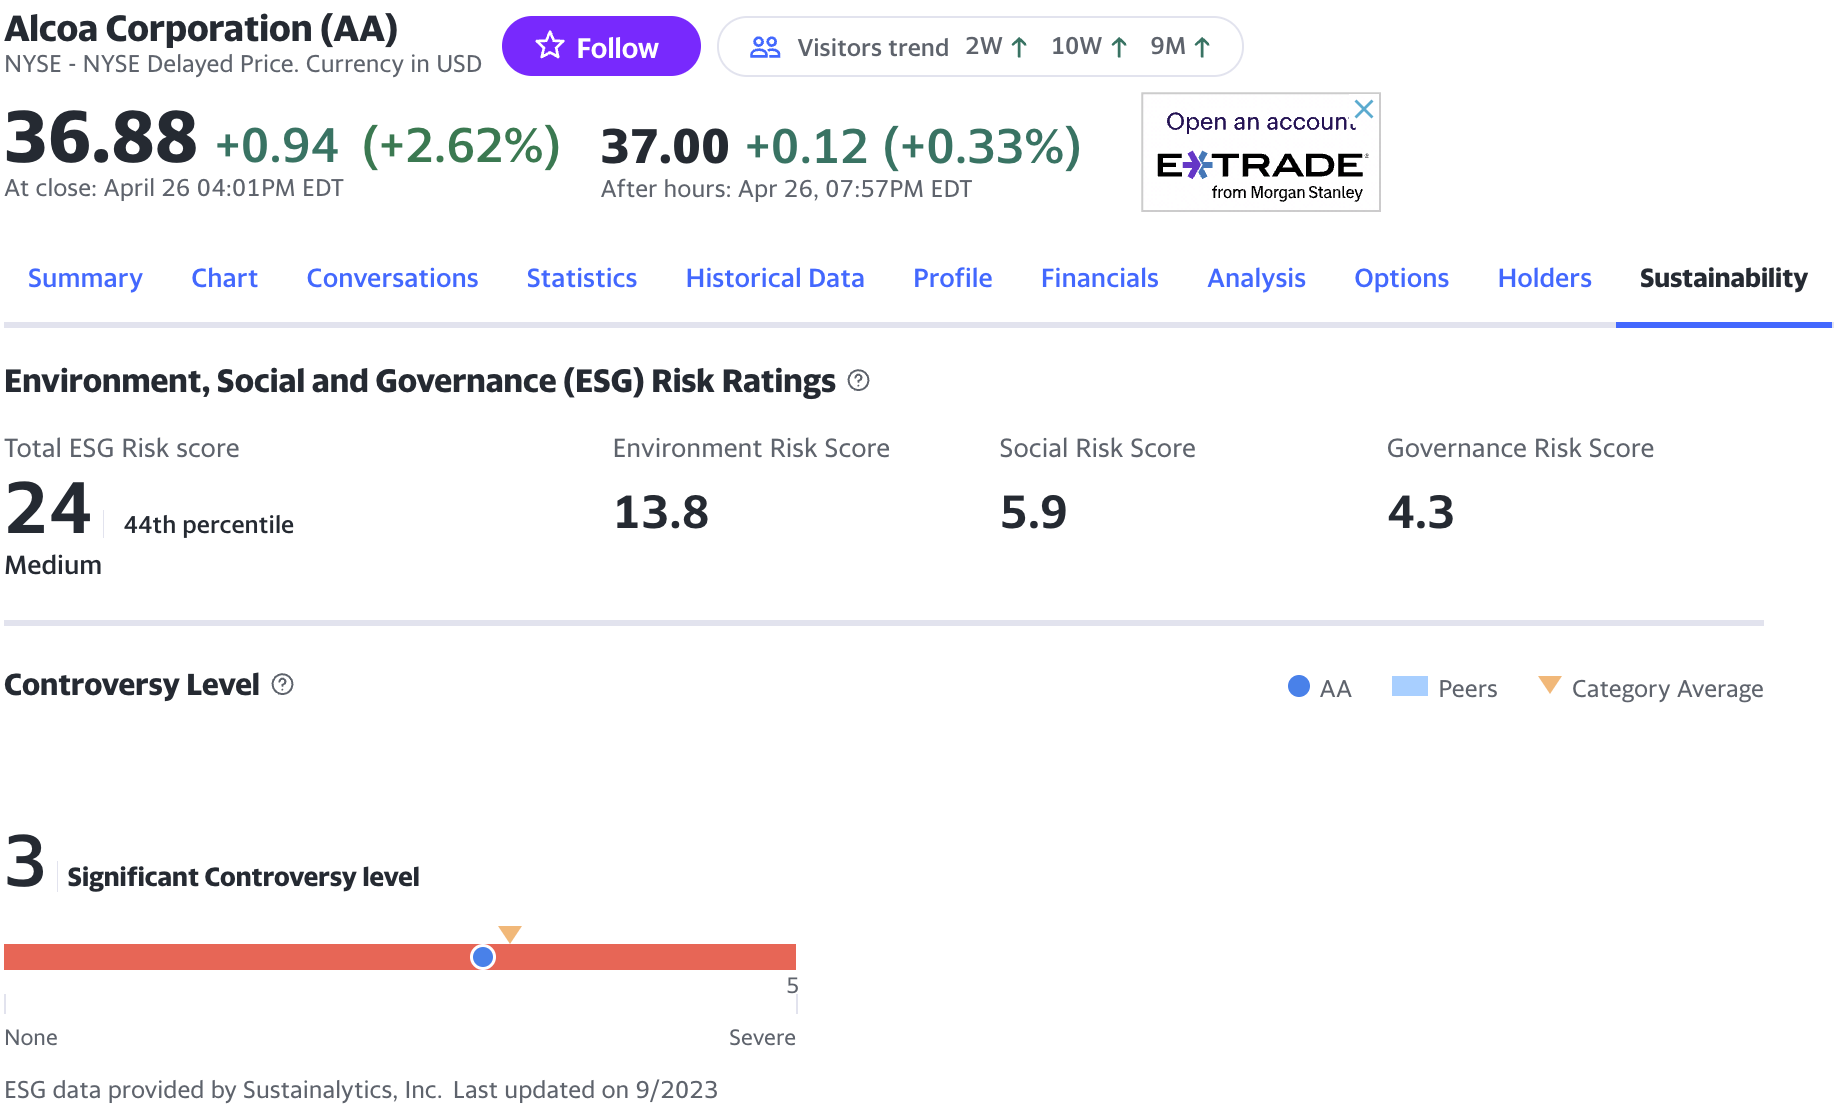 Alcoa Corporation (AA)
NYSE - NYSE Delayed Price. Currency in USD
Follow
Visitors trend 2W ↑ 10W ↑ 9M ↑
36.88 +0.94 (+2.62%)
At close: April 26 04:01PM EDT
37.00 +0.12 (+0.33%)
After hours: Apr 26, 07:57PM EDT
Open an account
E*TRADE®
from Morgan Stanley
Summary Chart Conversations Statistics Historical Data Profile Financials Analysis Options Holders Sustainability
Environment, Social and Governance (ESG) Risk Ratings ?
Total ESG Risk score Environment Risk Score Social Risk Score Governance Risk Score
24 44th percentile 13.8 5.9 4.3
Medium
Controversy Level ?
AA Peers Category Average
3 Significant Controversy level
5
None Severe
ESG data provided by Sustainalytics, Inc. Last updated on 9/2023